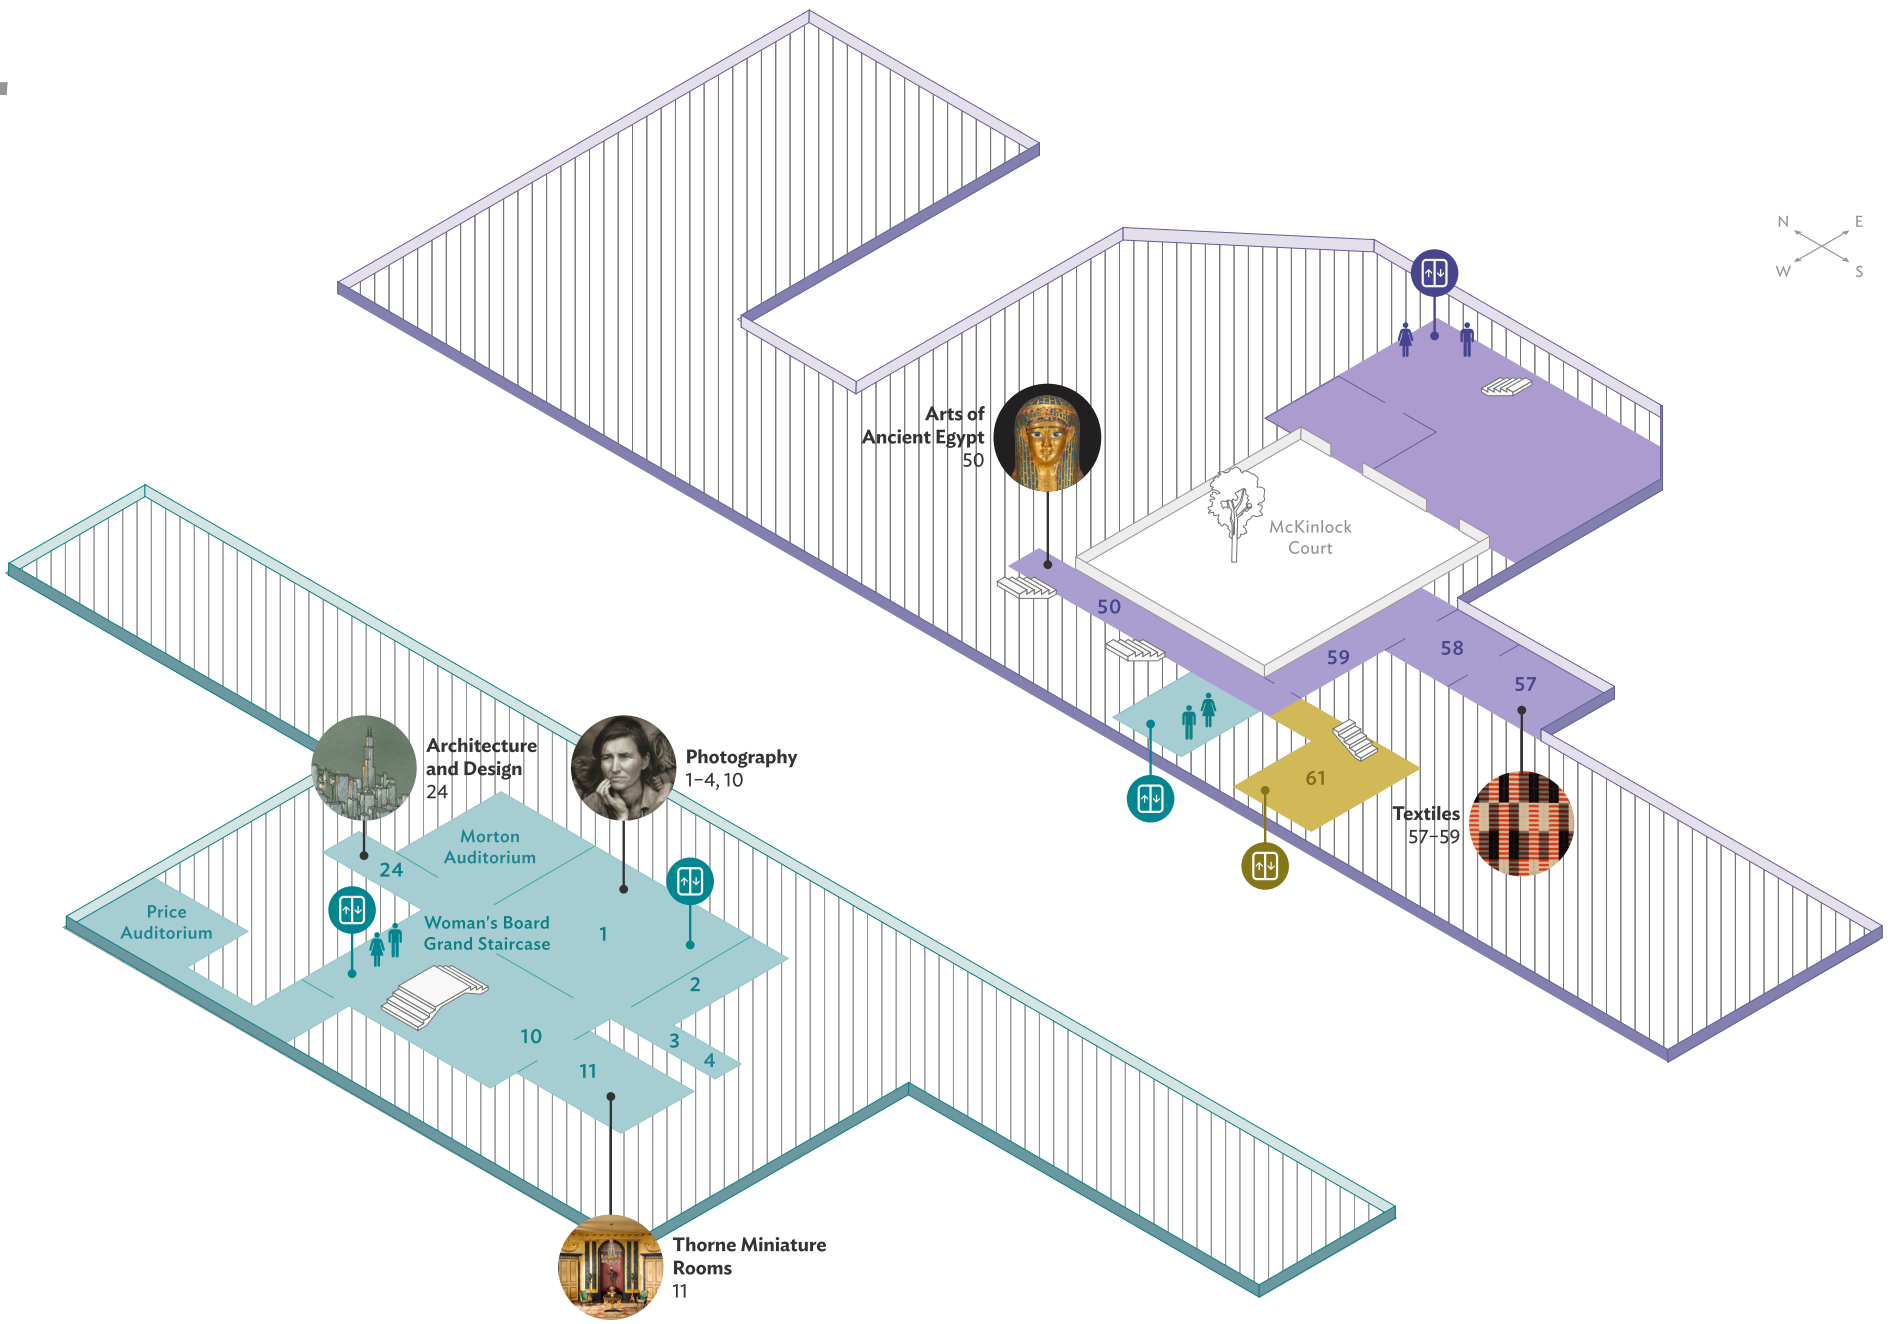 N
E
W
S
Arts of
Ancient Egypt
50
McKinlock
Court
50
59
58
57
61
Textiles
57–59
Architecture
and Design
24
Photography
1–4, 10
Morton
Auditorium
24
Price
Auditorium
Woman's Board
Grand Staircase
1
2
3
4
10
11
Thorne Miniature
Rooms
11